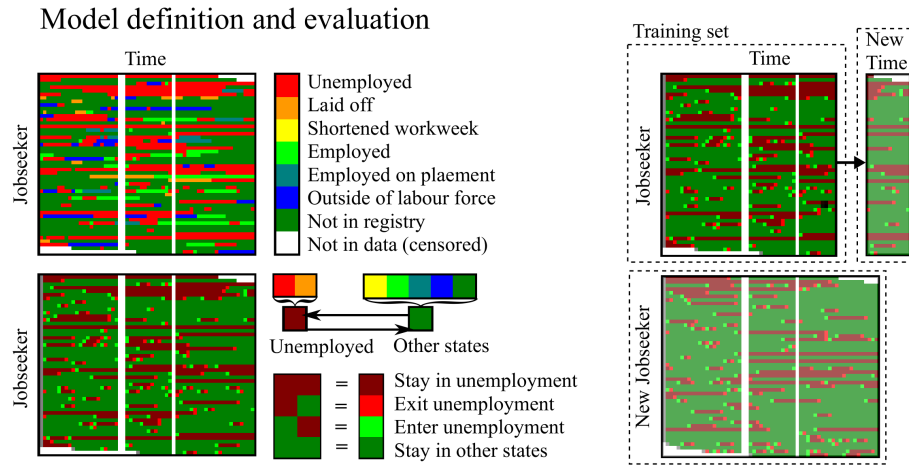 Model definition and evaluation
Time
Jobseeker
Unemployed
Laid off
Shortened workweek
Employed
Employed on plaement
Outside of labour force
Not in registry
Not in data (censored)
Jobseeker
Unemployed
Other states
= Stay in unemployment
= Exit unemployment
= Enter unemployment
= Stay in other states
Training set
Time
Jobseeker
New
Time
New Jobseeker